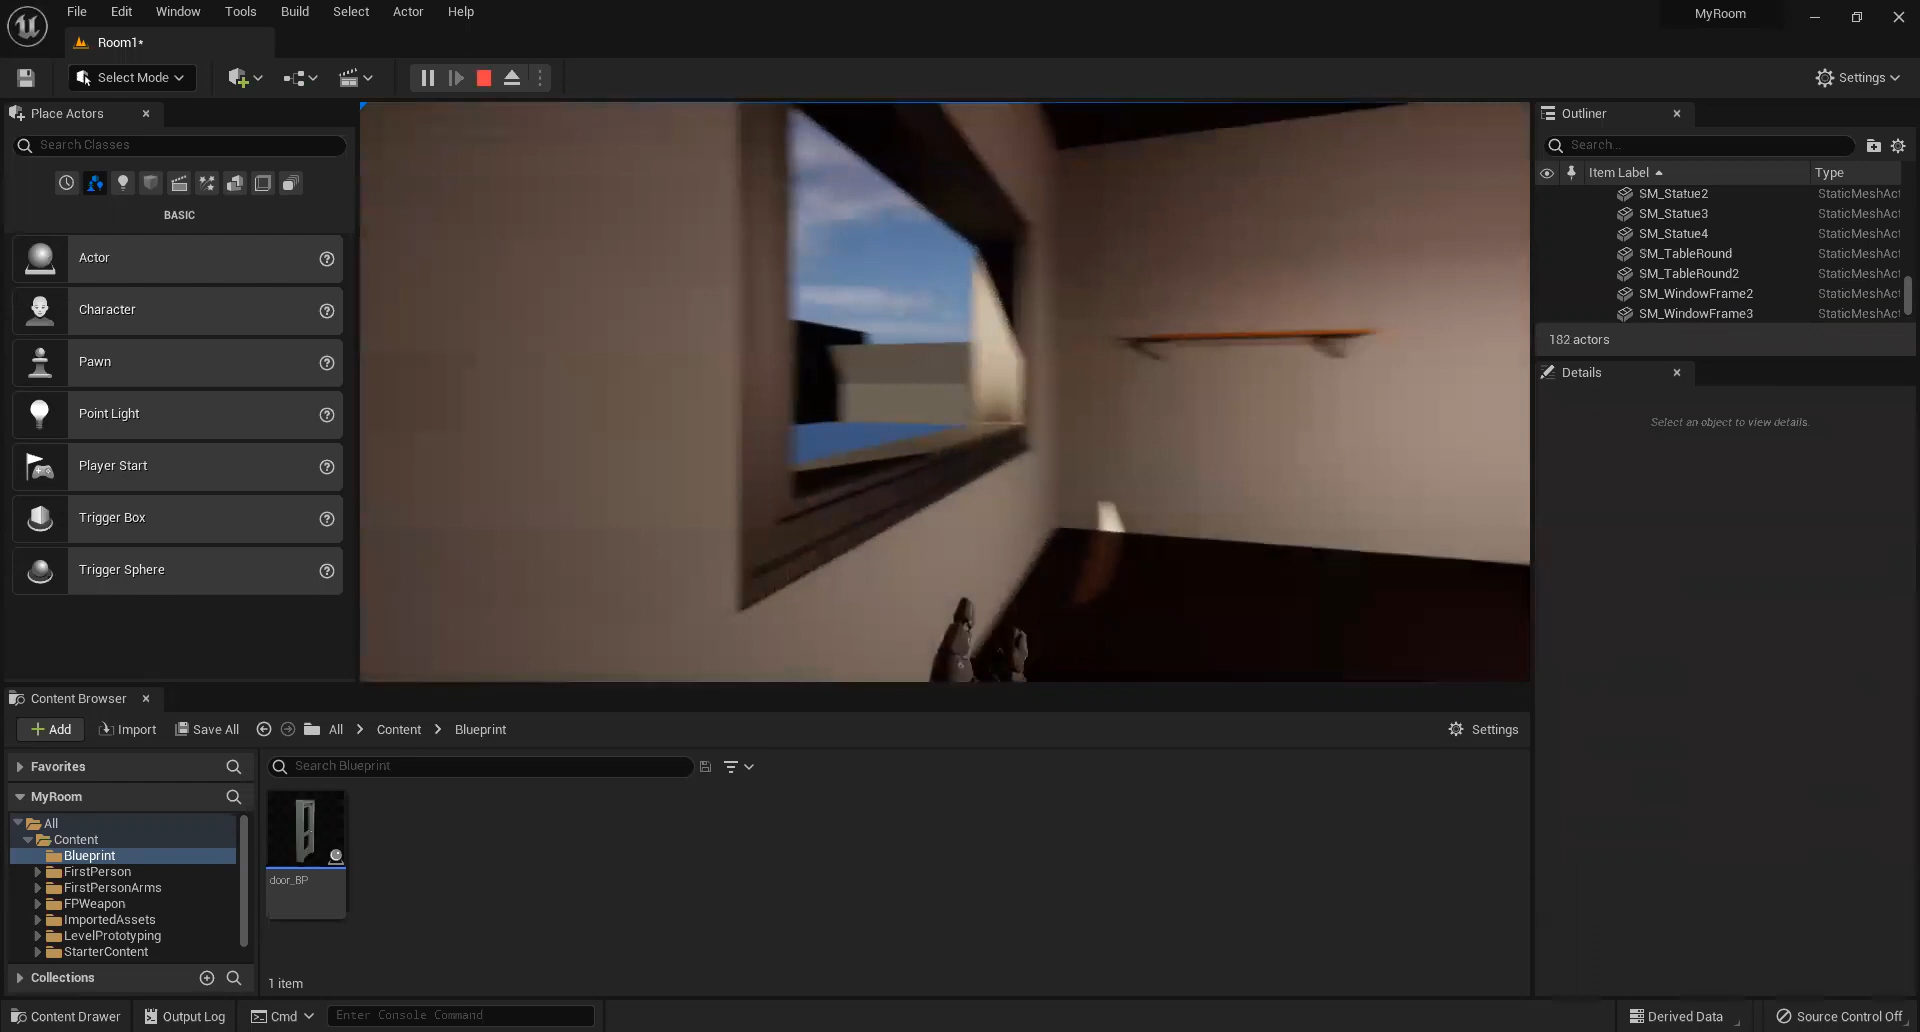 File Edit Window Tools Build Select Actor Help
MyRoom
Room1*
Select Mode
Settings
Place Actors
Search Classes
BASIC
Actor
Character
Pawn
Point Light
Player Start
Trigger Box
Trigger Sphere
Outliner
Search...
Item Label Type
SM_Statue2 StaticMeshAct
SM_Statue3 StaticMeshAct
SM_Statue4 StaticMeshAct
SM_TableRound StaticMeshAct
SM_TableRound2 StaticMeshAct
SM_WindowFrame2 StaticMeshAct
SM_WindowFrame3 StaticMeshAct
182 actors
Details
Select an object to view details.
Content Browser
Add Import Save All All Content Blueprint Settings
Favorites
MyRoom
All
Content
Blueprint
FirstPerson
FirstPersonArms
FPWeapon
ImportedAssets
LevelPrototyping
StarterContent
Collections
Search Blueprint
door_BP
1 item
Content Drawer Output Log Cmd Enter Console Command Derived Data Source Control Off